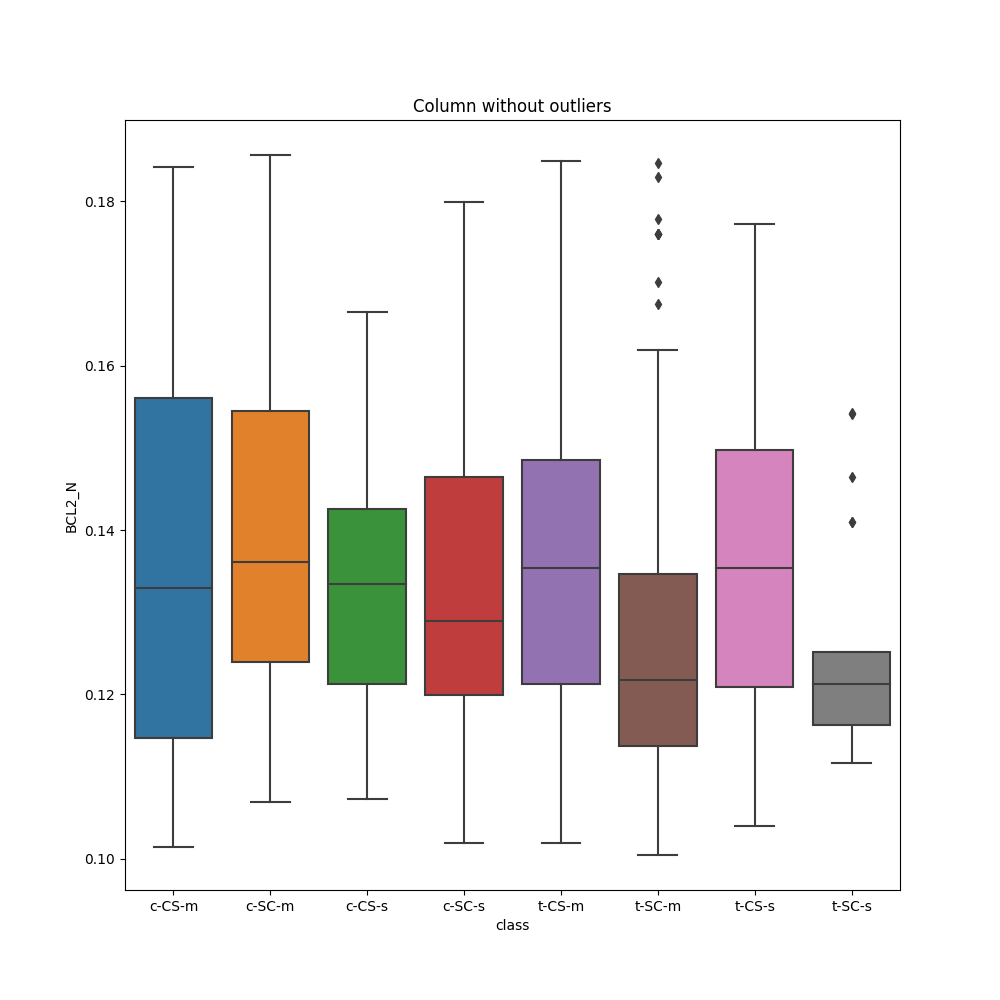 Column without outliers
0.18
0.16
0.14
0.12
0.10
BCL2_N
c-CS-m c-SC-m c-CS-s c-SC-s t-CS-m t-SC-m t-CS-s t-SC-s
class